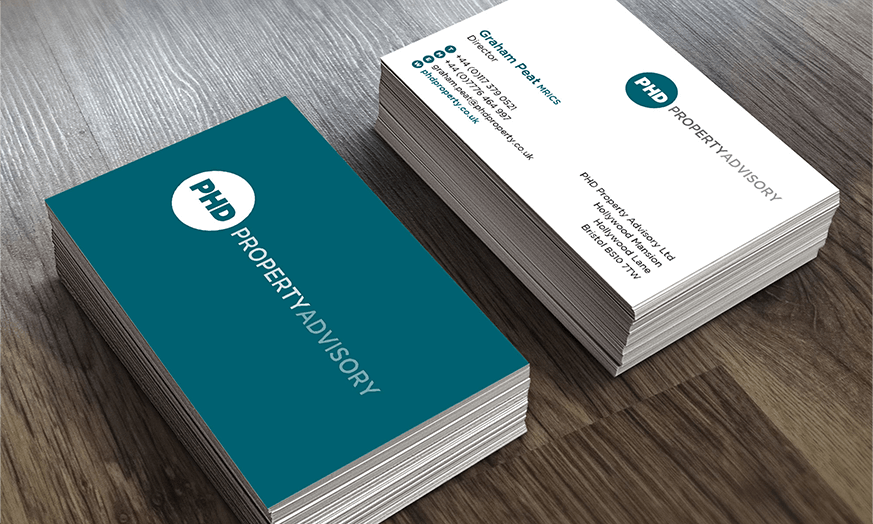 PHD PROPERTYADVISORY
Graham Peat MRICS
Director
T +44 (0)117 379 0521
+44 (0)7776 464 997
graham.peat@phdproperty.co.uk
phdproperty.co.uk
PHD PROPERTYADVISORY
PHD Property Advisory Ltd
Hollywood Mansion
Hollywood Lane
Bristol BS10 7TW